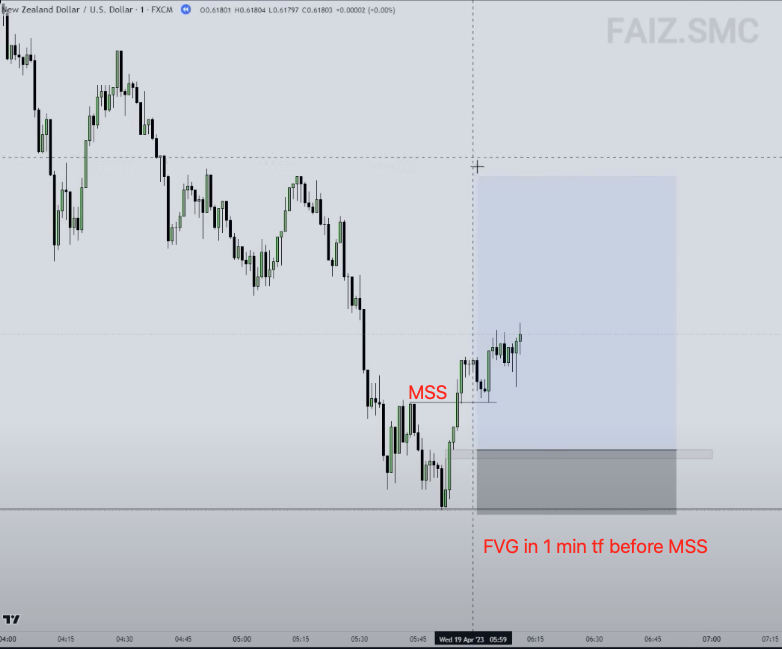 New Zealand Dollar / U.S. Dollar · 1 · FXCM O0.61801 H0.61804 L0.61797 C0.61803 +0.00002 (+0.00%)
FAIZ.SMC
MSS
FVG in 1 min tf before MSS
04:00 04:15 04:30 04:45 05:00 05:15 05:30 05:45 Wed 19 Apr '23 05:59 06:15 06:30 06:45 07:00 07:15